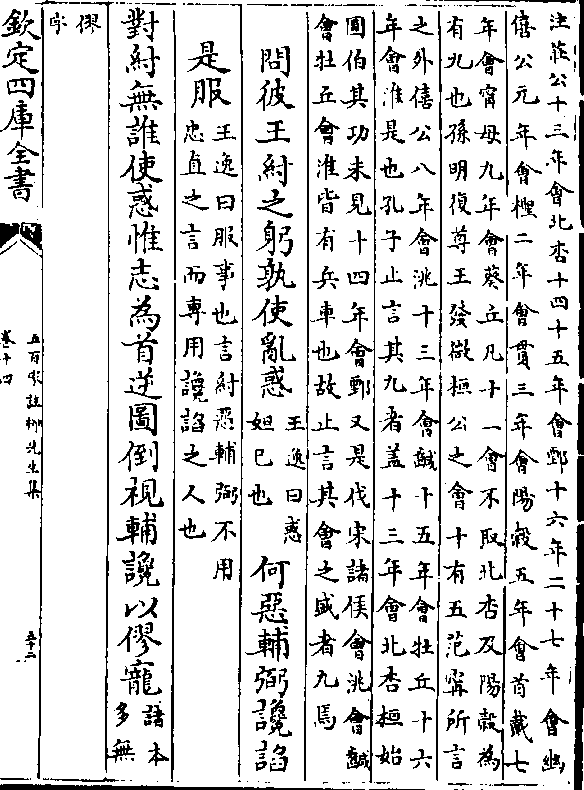 注莊公十三年會北杏十四十五年會鄄十六年二十七年會幽
僖公元年會檉二年會貫三年會陽糓五年會首戴七
年會甯母九年會葵丘凡十一會不取北杏及陽糓為
有九也孫明復尊王發微桓公之會十有五范甯所言
之外僖公八年會洮十三年會鹹十五年會牡丘十六
年會淮是也孔子止言其九者盖十三年會北杏桓始
圖伯其功未見十四年會鄄又是伐宋諸侯會洮會鹹
會牡丘會淮皆有兵車也故止言其會之盛者九焉
問彼王紂之躬孰使亂惑王逸曰惑
妲已也何惡輔弼讒諂
是服王逸曰服事也言紂惡輔弼不用
忠直之言而專用讒諂之人也
對紂無誰使惑惟志為首逆圖倒視輔讒以僇寵諸本
多無
僇
字
欽定四庫全書
卷十四
五百家註柳先生集
五十二